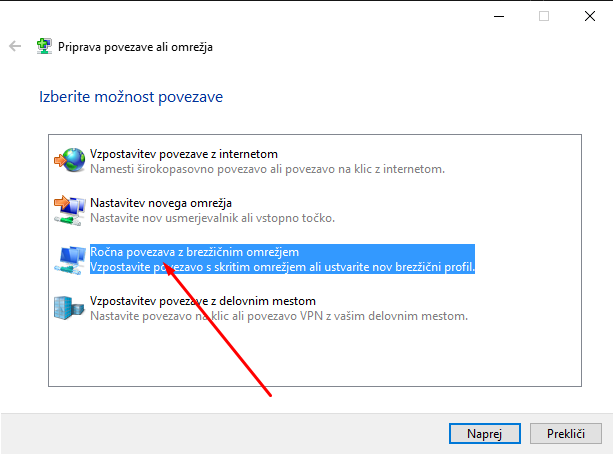 Priprava povezave ali omrežja
Izberite možnost povezave
Vzpostavitev povezave z internetom
Namesti širokopasovno povezavo ali povezavo na klic z internetom.
Nastavitev novega omrežja
Nastavite nov usmerjevalnik ali vstopno točko.
Ročna povezava z brezžičnim omrežjem
Vzpostavite povezavo s skritim omrežjem ali ustvarite nov brezžični profil.
Vzpostavitev povezave z delovnim mestom
Nastavite povezavo na klic ali povezavo VPN z vašim delovnim mestom.
Naprej
Prekliči